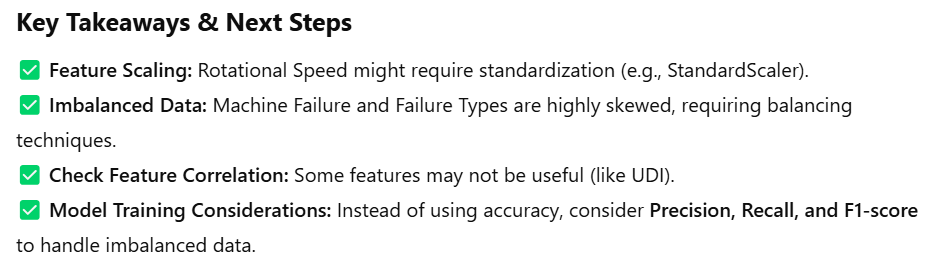 Key Takeaways & Next Steps
✅ Feature Scaling: Rotational Speed might require standardization (e.g., StandardScaler).
✅ Imbalanced Data: Machine Failure and Failure Types are highly skewed, requiring balancing
techniques.
✅ Check Feature Correlation: Some features may not be useful (like UDI).
✅ Model Training Considerations: Instead of using accuracy, consider Precision, Recall, and F1-score
to handle imbalanced data.